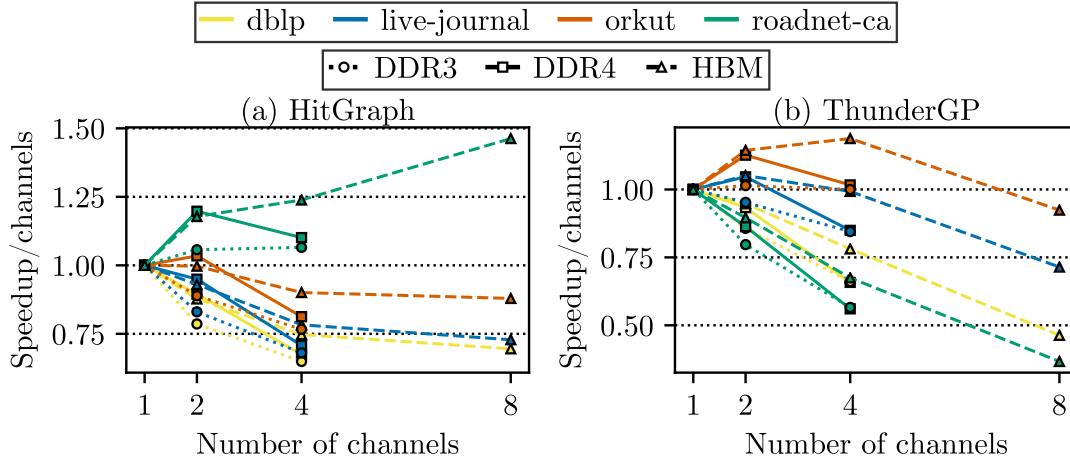 dblp live-journal orkut roadnet-ca
DDR3 DDR4 HBM
(a) HitGraph
Speedup/channels
1.50
1.25
1.00
0.75
1 2 4 8
Number of channels
(b) ThunderGP
Speedup/channels
1.00
0.75
0.50
1 2 4 8
Number of channels